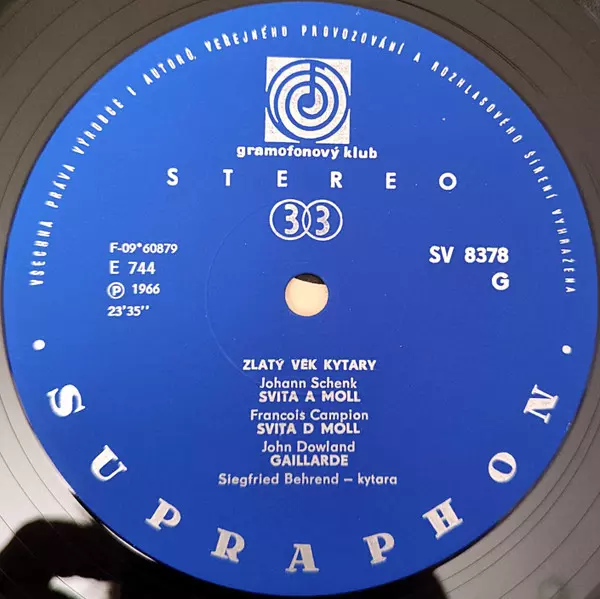 VŠECHNA PRÁVA VÝROBCE I AUTORŮ, VEŘEJNÉHO PROVOZOVÁNÍ A ROZHLASOVÉHO ŠÍŘENÍ VYHRAŽENA
gramofonový klub
STEREO
33
F-09*60879
E 744
Ⓟ 1966
23'35''
SV 8378
G
ZLATÝ VĚK KYTARY
Johann Schenk
SVITA A MOLL
Francois Campion
SVITA D MOLL
John Dowland
GAILLARDE
Siegfried Behrend – kytara
• SUPRAPHON •